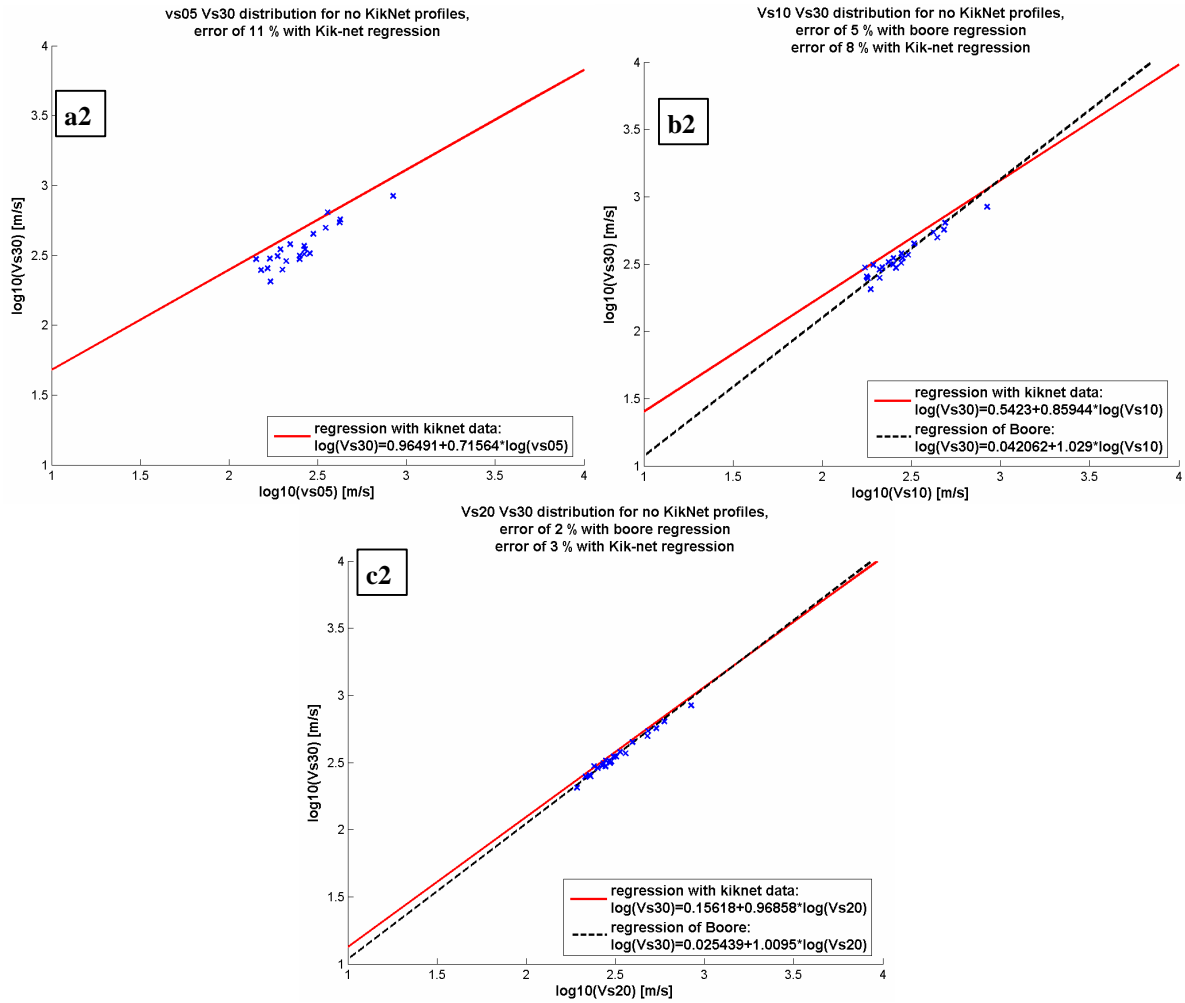 vs05 Vs30 distribution for no KikNet profiles,
error of 11 % with Kik-net regression
a2
4
3.5
3
2.5
2
1.5
1
log10(Vs30) [m/s]
1
1.5
2
2.5
3
3.5
4
log10(vs05) [m/s]
regression with kiknet data:
log(Vs30)=0.96491+0.71564*log(vs05)
Vs10 Vs30 distribution for no KikNet profiles,
error of 5 % with boore regression
error of 8 % with Kik-net regression
b2
4
3.5
3
2.5
2
1.5
1
log10(Vs30) [m/s]
1
1.5
2
2.5
3
3.5
4
log10(Vs10) [m/s]
regression with kiknet data:
log(Vs30)=0.5423+0.85944*log(Vs10)
regression of Boore:
log(Vs30)=0.042062+1.029*log(Vs10)
Vs20 Vs30 distribution for no KikNet profiles,
error of 2 % with boore regression
error of 3 % with Kik-net regression
c2
4
3.5
3
2.5
2
1.5
1
log10(Vs30) [m/s]
1
1.5
2
2.5
3
3.5
4
log10(Vs20) [m/s]
regression with kiknet data:
log(Vs30)=0.15618+0.96858*log(Vs20)
regression of Boore:
log(Vs30)=0.025439+1.0095*log(Vs20)